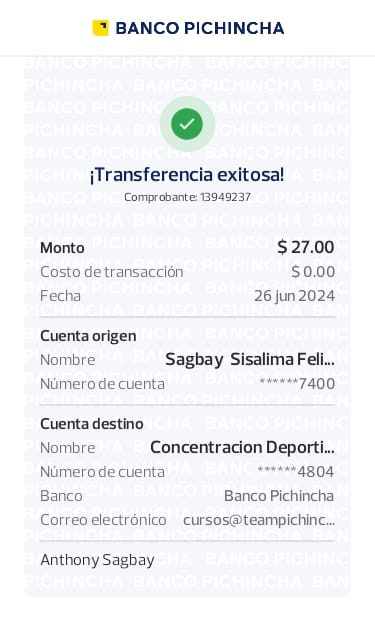 BANCO PICHINCHA
¡Transferencia exitosa!
Comprobante: 13949237
Monto $ 27.00
Costo de transacción $ 0.00
Fecha 26 jun 2024
Cuenta origen
Nombre Sagbay Sisalima Feli...
Número de cuenta ******7400
Cuenta destino
Nombre Concentracion Deporti...
Número de cuenta ******4804
Banco Banco Pichincha
Correo electrónico cursos@teampichinc...
Anthony Sagbay